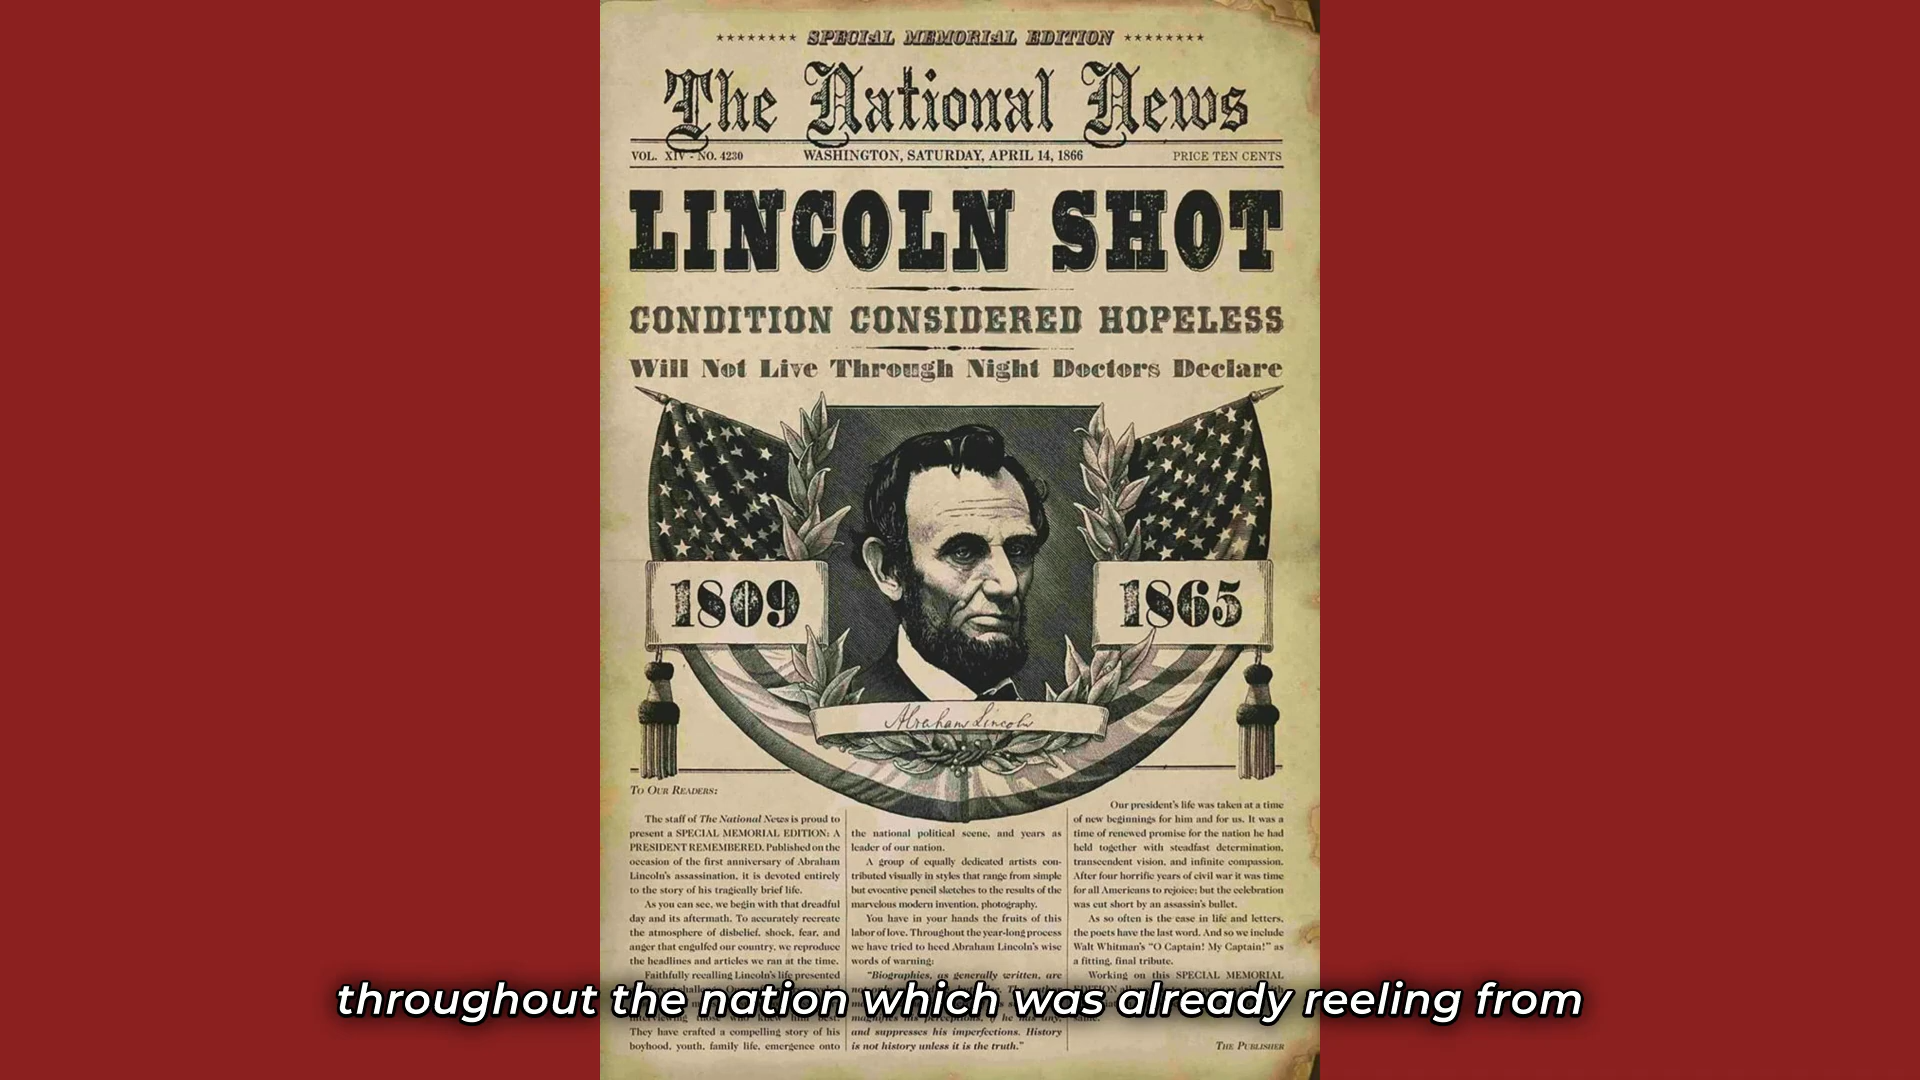 SPECIAL MEMORIAL EDITION
The National News
VOL. XIV - NO. 4230 WASHINGTON, SATURDAY, APRIL 14, 1866 PRICE TEN CENTS
LINCOLN SHOT
CONDITION CONSIDERED HOPELESS
Will Not Live Through Night Doctors Declare
1809
1865
Abraham Lincoln
TO OUR READERS:
The staff of The National News is proud to
present a SPECIAL MEMORIAL EDITION: A
PRESIDENT REMEMBERED. Published on the
occasion of the first anniversary of Abraham
Lincoln's assassination, it is devoted entirely
to the story of his tragically brief life.
As you can see, we begin with that dreadful
day and its aftermath. To accurately recreate
the atmosphere of disbelief, shock, fear, and
anger that engulfed our country, we reproduce
the headlines and articles we ran at the time.
Faithfully recalling Lincoln's life presented
They have crafted a compelling story of his
boyhood, youth, family life, emergence onto
the national political scene, and years as
leader of our nation.
A group of equally dedicated artists con-
tributed visually in styles that range from simple
but evocative pencil sketches to the results of the
marvelous modern invention, photography.
You have in your hands the fruits of this
labor of love. Throughout the year-long process
we have tried to heed Abraham Lincoln's wise
words of warning:
"Biographies, as generally written, are
and suppresses his imperfections. History
is not history unless it is the truth."
Our president's life was taken at a time
of new beginnings for him and for us. It was a
time of renewed promise for the nation he had
held together with steadfast determination,
transcendent vision, and infinite compassion.
After four horrific years of civil war it was time
for all Americans to rejoice; but the celebration
was cut short by an assassin's bullet.
As so often is the case in life and letters,
the poets have the last word. And so we include
Walt Whitman's "O Captain! My Captain!" as
a fitting, final tribute.
Working on this SPECIAL MEMORIAL
THE PUBLISHER
throughout the nation which was already reeling from